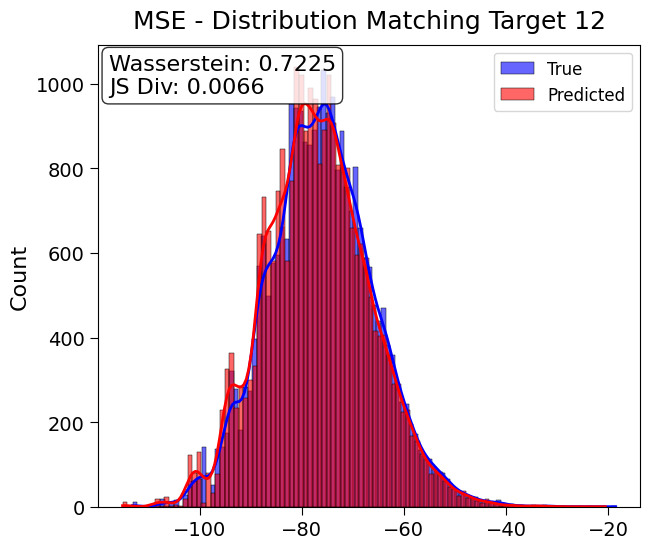 MSE - Distribution Matching Target 12
Wasserstein: 0.7225
JS Div: 0.0066
True
Predicted
Count
1000
800
600
400
200
0
−100
−80
−60
−40
−20